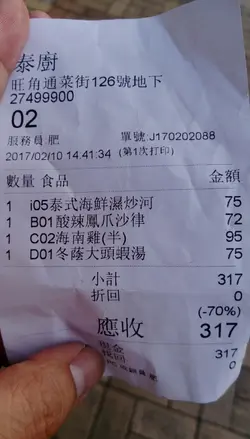 泰廚
旺角通菜街126號地下
27499900
02
服務員:肥 單號:J170202088
2017/02/10 14:41:34 (第1次打印)
數量 食品 金額
1 i05泰式海鮮濕炒河 75
1 B01酸辣鳳爪沙律 72
1 C02海南雞(半) 95
1 D01冬蔭大頭蝦湯 75
小計 317
折回 0
(-70%)
應收 317
現金 317
找回 0